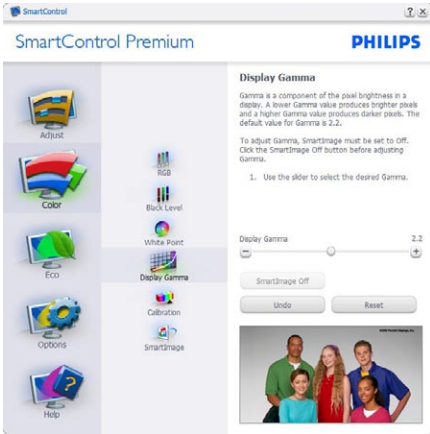 SmartControl
SmartControl Premium
PHILIPS
Adjust
Color
Eco
Options
Help
RGB
Black Level
White Point
Display Gamma
Calibration
SmartImage
Display Gamma
Gamma is a component of the pixel brightness in a
display. A lower Gamma value produces brighter pixels
and a higher Gamma value produces darker pixels. The
default value for Gamma is 2.2.
To adjust Gamma, SmartImage must be set to Off.
Click the SmartImage Off button before adjusting
Gamma.
1. Use the slider to select the desired Gamma.
Display Gamma 2.2
SmartImage Off
Undo Reset